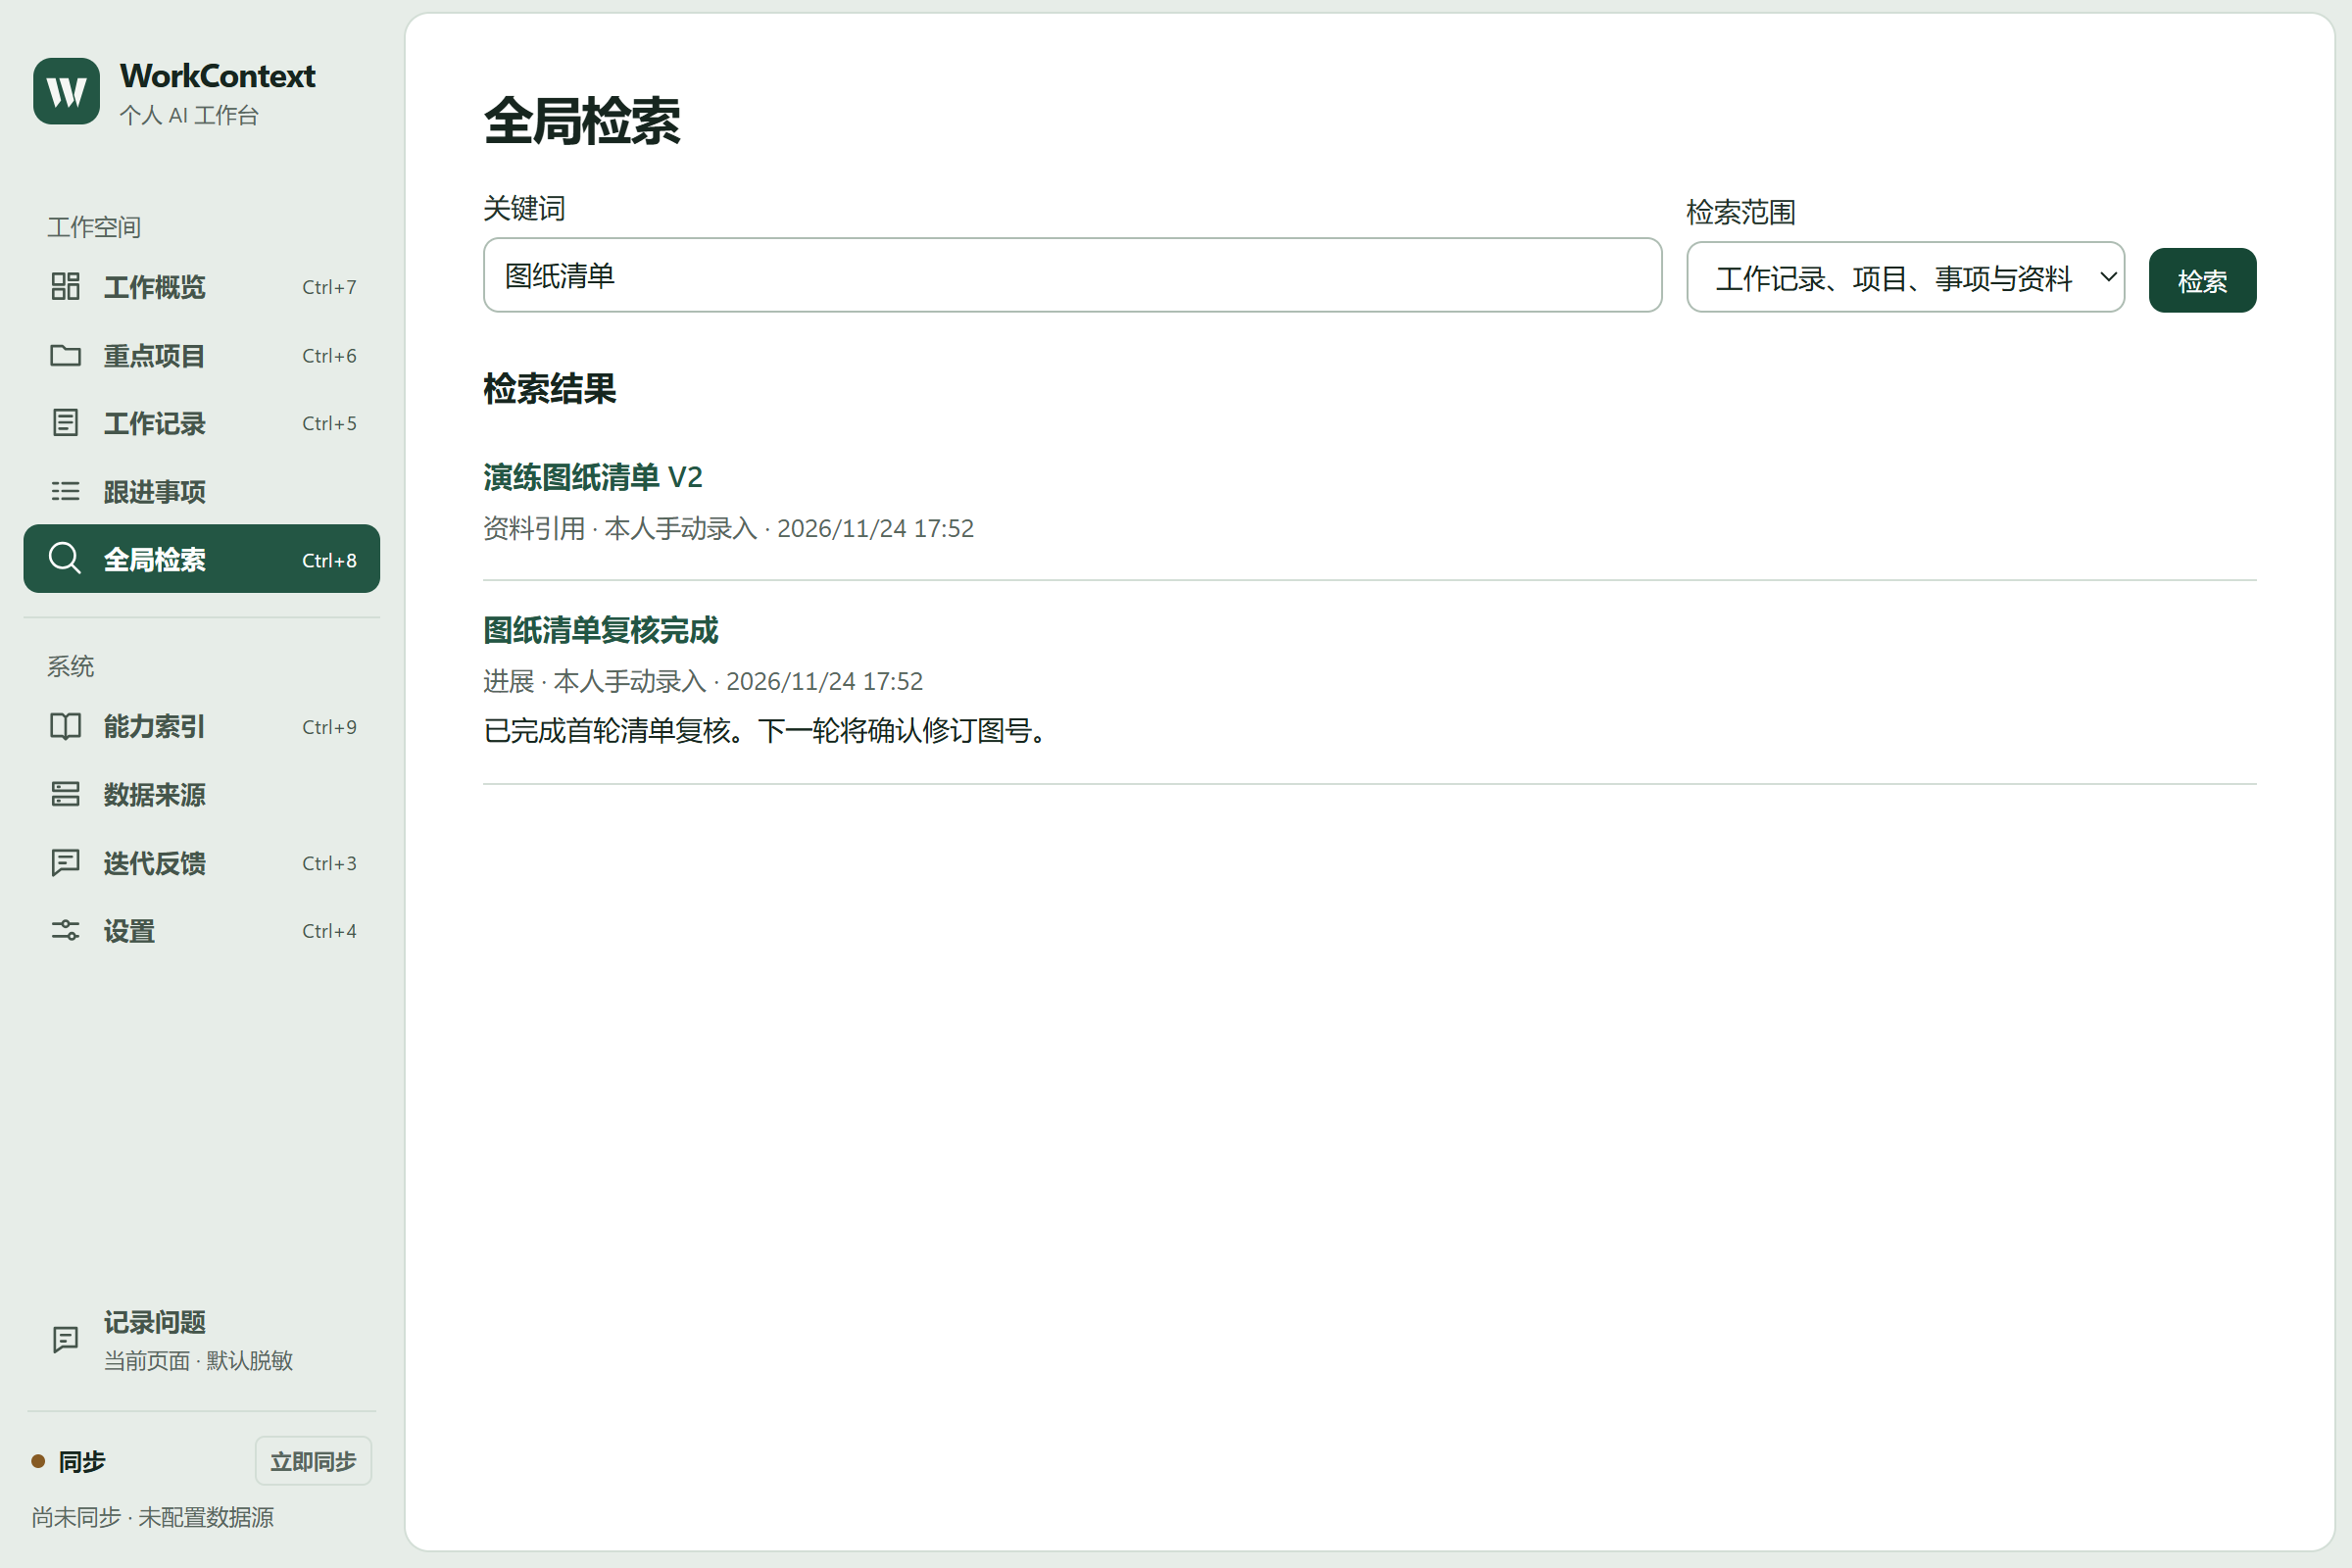 WorkContext
个人 AI 工作台
工作空间
工作概览 Ctrl+7
重点项目 Ctrl+6
工作记录 Ctrl+5
跟进事项
全局检索 Ctrl+8
系统
能力索引 Ctrl+9
数据来源
迭代反馈 Ctrl+3
设置 Ctrl+4
记录问题
当前页面 · 默认脱敏
同步 立即同步
尚未同步 · 未配置数据源
全局检索
关键词 检索范围
图纸清单 工作记录、项目、事项与资料 检索
检索结果
演练图纸清单 V2
资料引用 · 本人手动录入 · 2026/11/24 17:52
图纸清单复核完成
进展 · 本人手动录入 · 2026/11/24 17:52
已完成首轮清单复核。下一轮将确认修订图号。